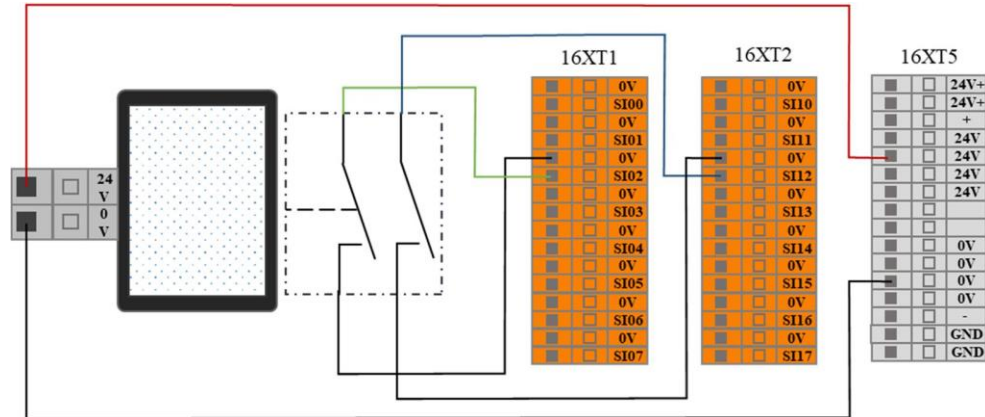 16XT1
16XT2
16XT5
24
V
0
V
0V
SI00
0V
SI01
0V
SI02
0V
SI03
0V
SI04
0V
SI05
0V
SI06
0V
SI07
0V
SI10
0V
SI11
0V
SI12
0V
SI13
0V
SI14
0V
SI15
0V
SI16
0V
SI17
24V+
24V+
+
24V
24V
24V
24V
0V
0V
0V
0V
-
GND
GND